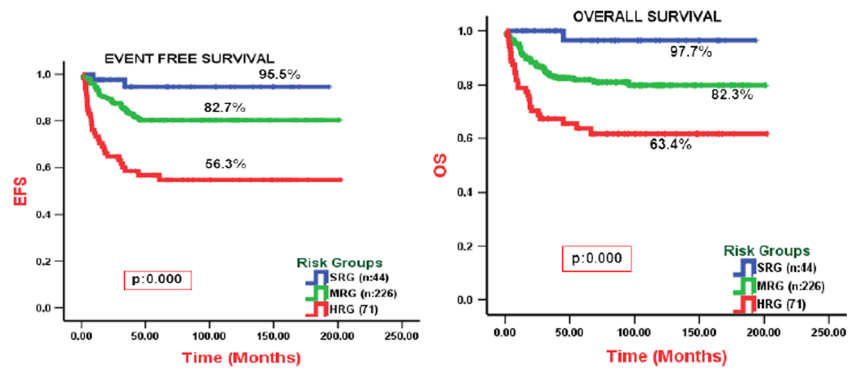 EVENT FREE SURVIVAL
1,0
0,8
0,6
0,4
0,2
0,0
EFS
95.5%
82.7%
56.3%
p:0.000
Risk Groups
SRG (n:44)
MRG (n:226)
HRG (71)
0.00 50.00 100.00 150.00 200.00 250.00
Time (Months)
OVERALL SURVIVAL
1,0
0,8
0,6
0,4
0,2
0,0
OS
97.7%
82.3%
63.4%
p:0.000
Risk Groups
SRG (n:44)
MRG (n:226)
HRG (71)
0.00 50.00 100.00 150.00 200.00 250.00
Time (Months)